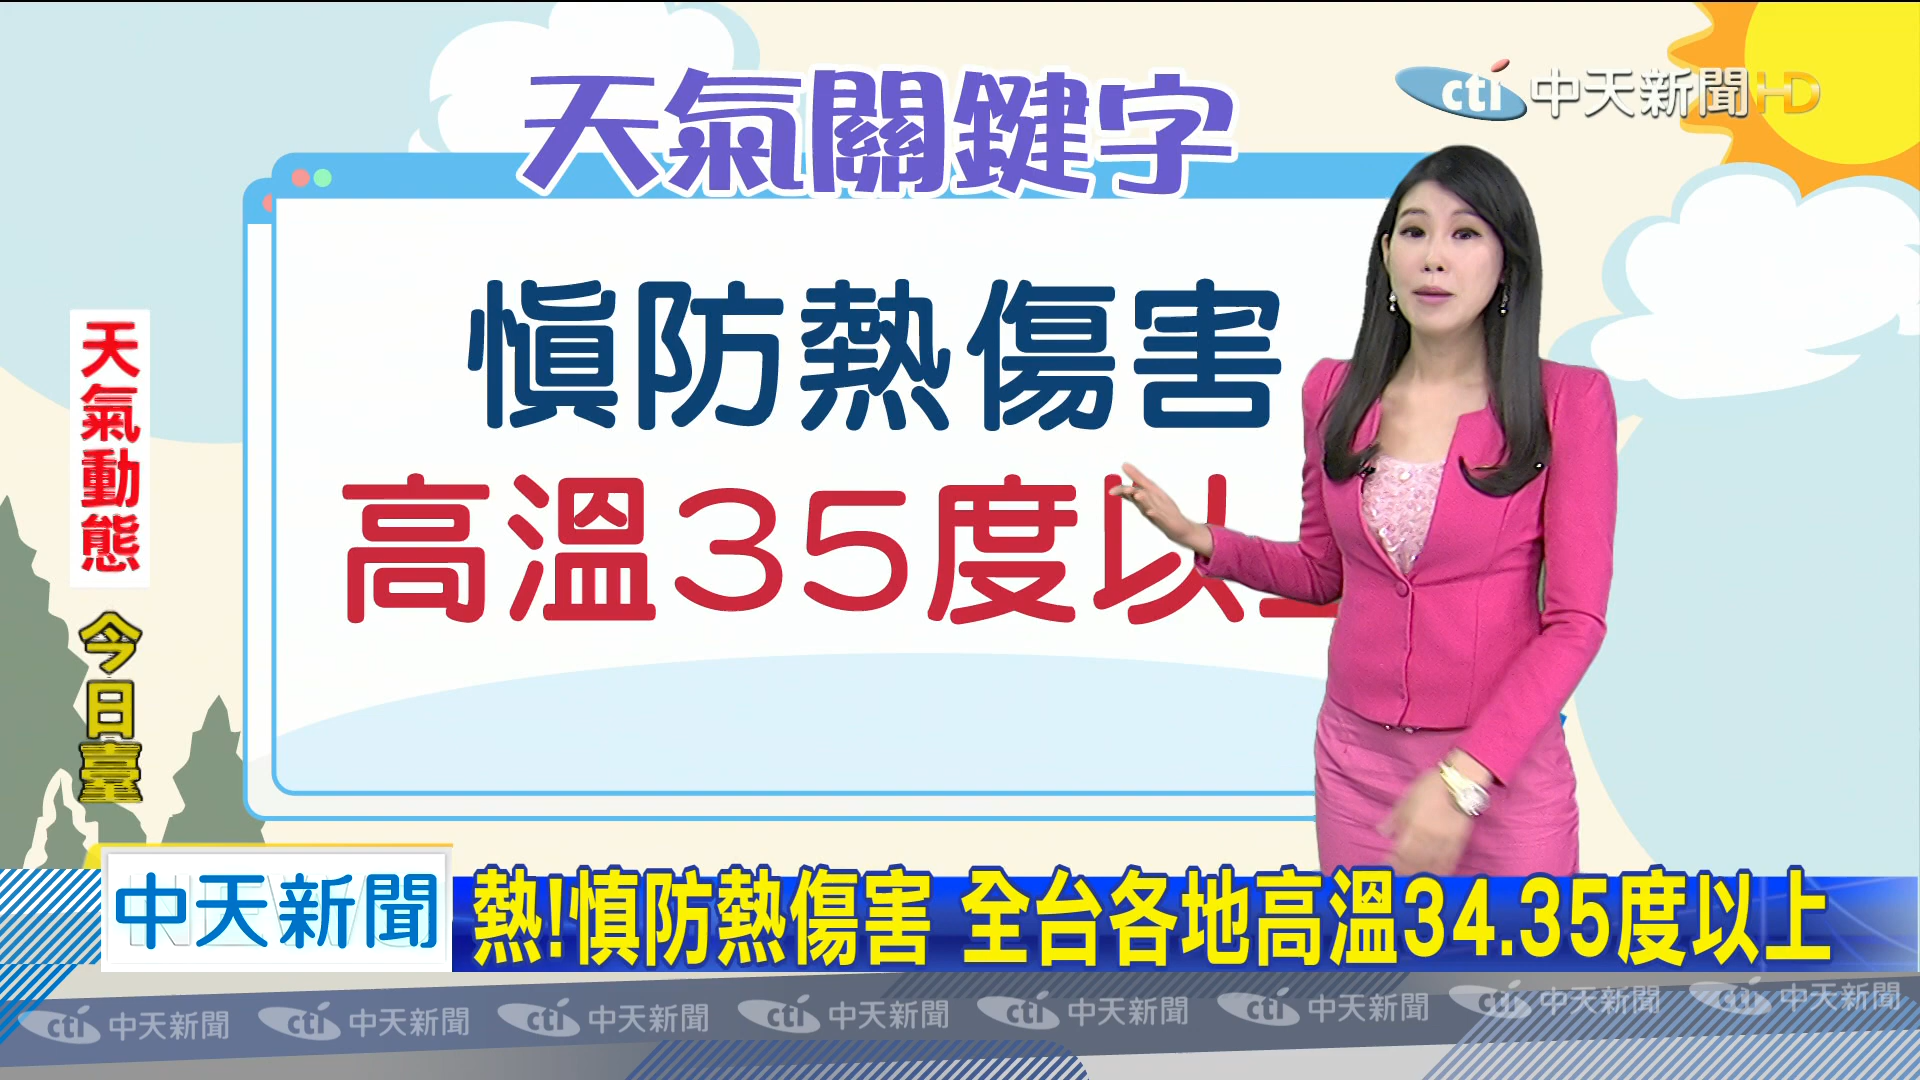 天氣關鍵字
cti 中天新聞HD
慎防熱傷害
高溫35度以上
天氣動態
今日臺
中天新聞
熱!慎防熱傷害 全台各地高溫34.35度以上
cti 中天新聞 cti 中天新聞 cti 中天新聞 cti 中天新聞 cti 中天新聞 cti 中天新聞 cti 中天新聞 cti 中天新聞